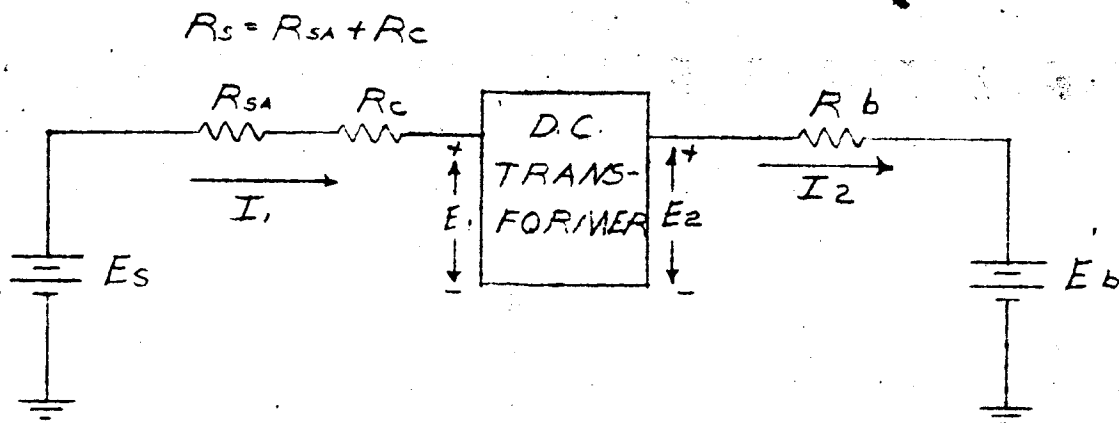 Rs = RSA + Rc
RSA
Rc
D.C.
TRANS-
FORMER
Rb
I1
I2
E1
E2
+
-
+
-
Es
Eb